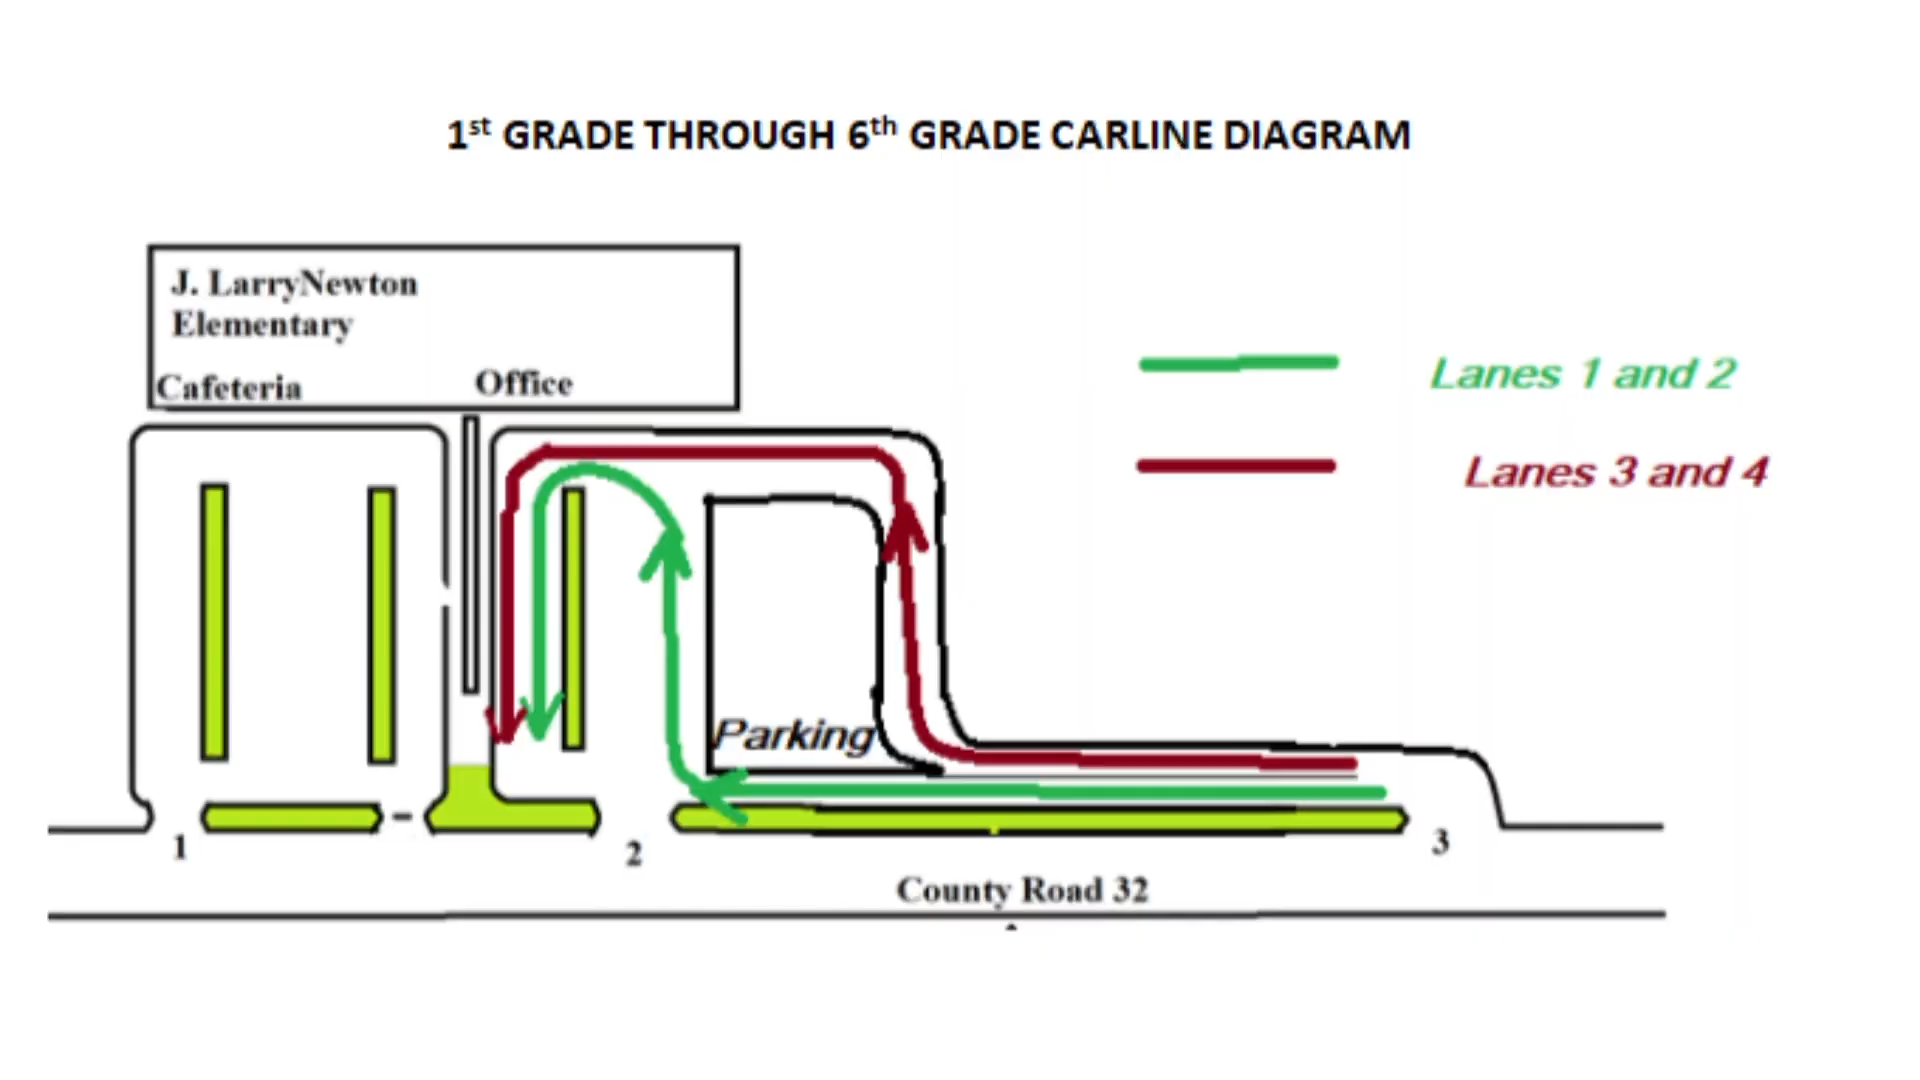 1st GRADE THROUGH 6th GRADE CARLINE DIAGRAM
J. LarryNewton
Elementary
Cafeteria
Office
Lanes 1 and 2
Lanes 3 and 4
Parking
1
2
3
County Road 32